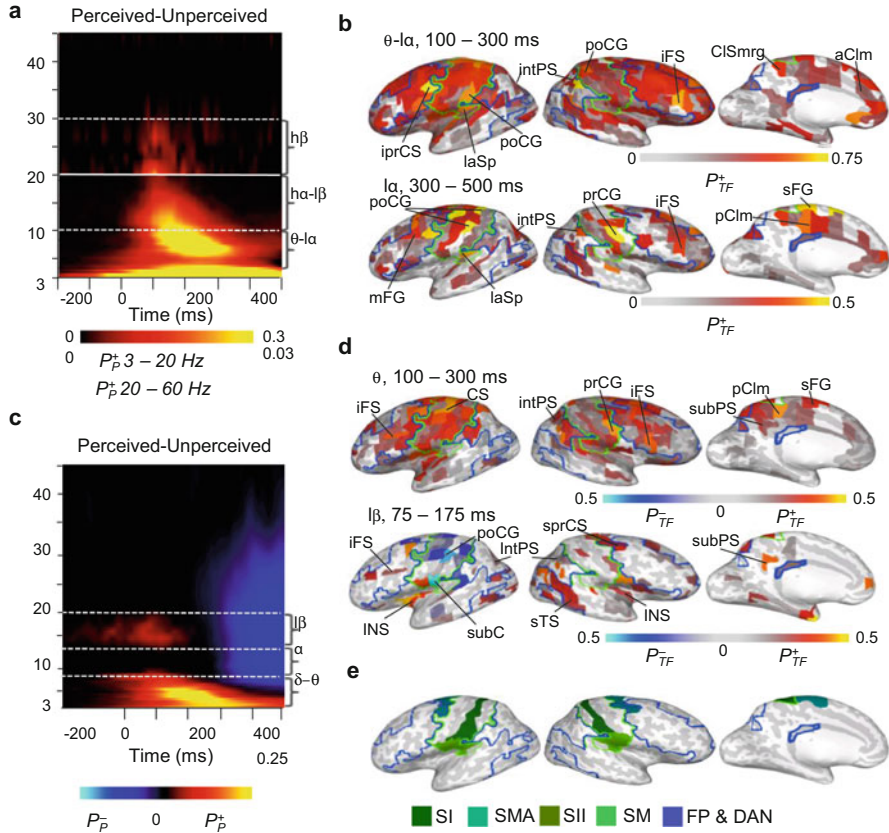 a
Perceived-Unperceived
40
30
20
10
3
hβ
hα-lβ
θ-lα
-200 0 200 400
Time (ms)
0 0.3
0 0.03
P⁺P 3 – 20 Hz
P⁺P 20 – 60 Hz
b
θ-lα, 100 – 300 ms
poCG
intPS
iFS
ClSmrg
aClm
iprCS
laSp
poCG
0 0.75
P⁺TF
lα, 300 – 500 ms
poCG
intPS
prCG
iFS
sFG
pClm
mFG
laSp
0 0.5
P⁺TF
c
Perceived-Unperceived
40
30
20
10
3
lβ
α
δ–θ
-200 0 200 400
Time (ms)
0.25
P⁻P 0 P⁺P
d
θ, 100 – 300 ms
iFS
CS
intPS
prCG
iFS
subPS
pClm
sFG
0.5 P⁻TF 0 P⁺TF 0.5
lβ, 75 – 175 ms
iFS
poCG
IntPS
sprCS
subPS
INS
subC
sTS
INS
0.5 P⁻TF 0 P⁺TF 0.5
e
SI SMA SII SM FP & DAN